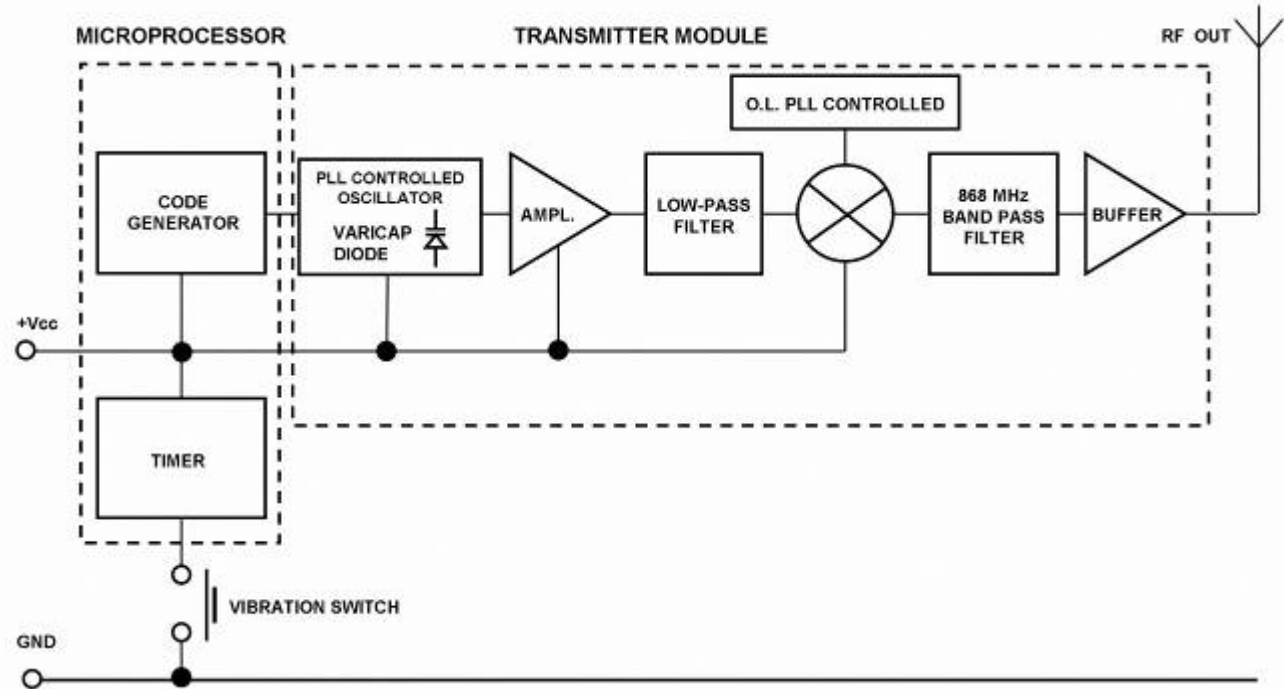 MICROPROCESSOR
TRANSMITTER MODULE
RF OUT
O.L. PLL CONTROLLED
CODE
GENERATOR
PLL CONTROLLED
OSCILLATOR
VARICAP
DIODE
AMPL.
LOW-PASS
FILTER
868 MHz
BAND PASS
FILTER
BUFFER
+Vcc
TIMER
VIBRATION SWITCH
GND